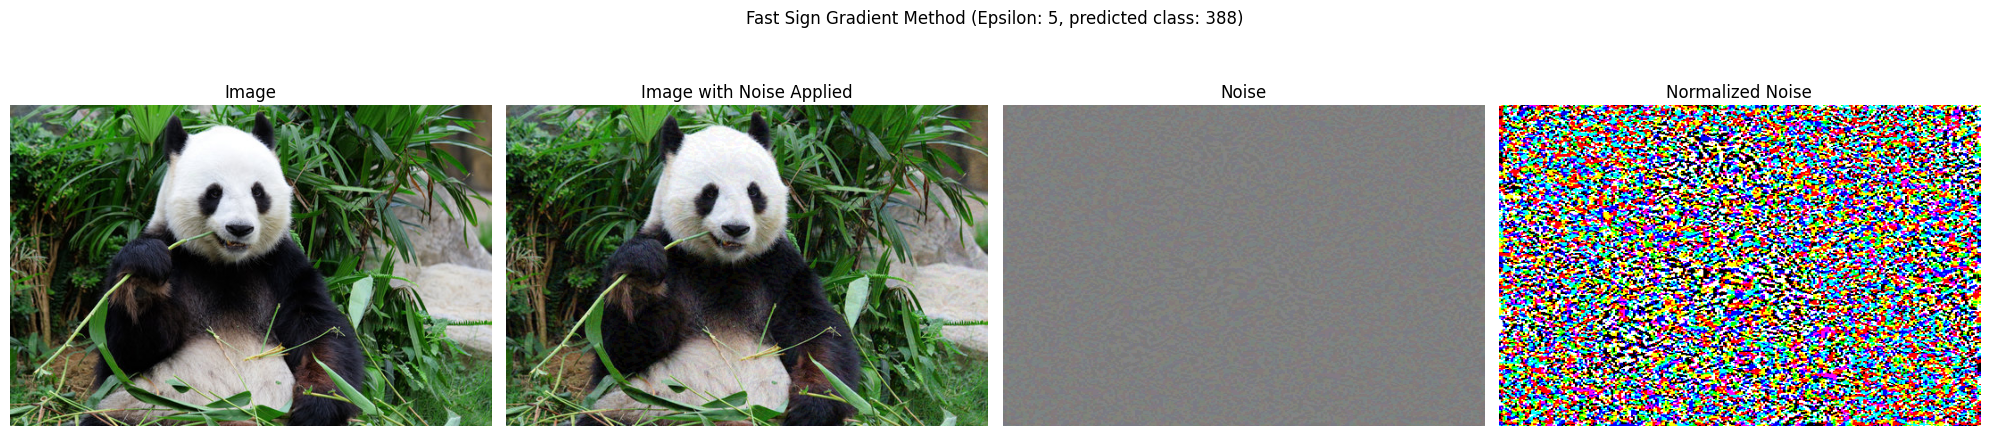 Fast Sign Gradient Method (Epsilon: 5, predicted class: 388)
Image
Image with Noise Applied
Noise
Normalized Noise